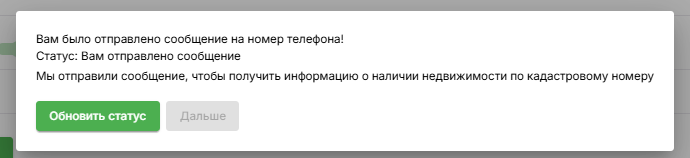 Вам было отправлено сообщение на номер телефона!
Статус: Вам отправлено сообщение
Мы отправили сообщение, чтобы получить информацию о наличии недвижимости по кадастровому номеру
Обновить статус Дальше